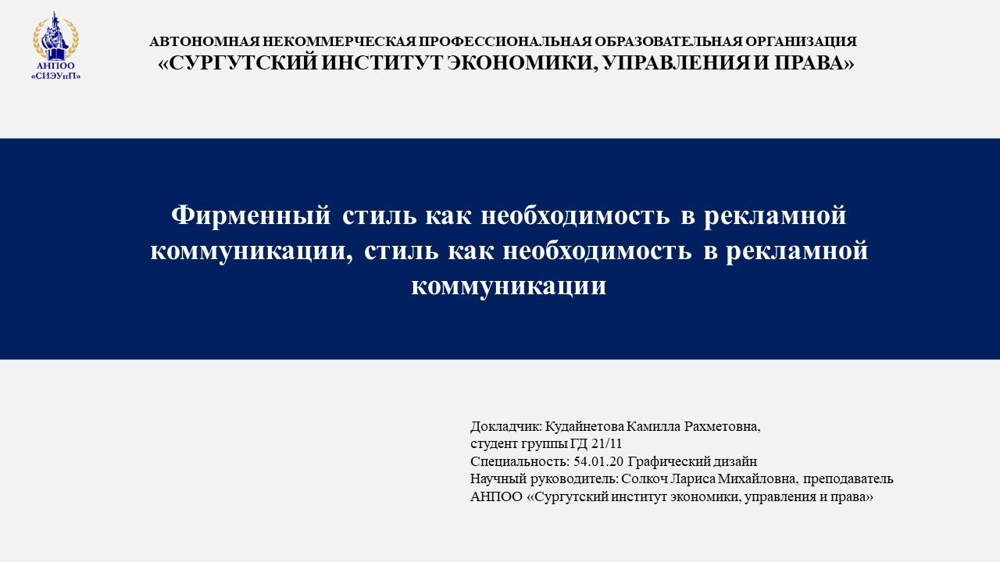 АНПОО
«СИЭУиП»
АВТОНОМНАЯ НЕКОММЕРЧЕСКАЯ ПРОФЕССИОНАЛЬНАЯ ОБРАЗОВАТЕЛЬНАЯ ОРГАНИЗАЦИЯ
«СУРГУТСКИЙ ИНСТИТУТ ЭКОНОМИКИ, УПРАВЛЕНИЯ И ПРАВА»
Фирменный стиль как необходимость в рекламной
коммуникации, стиль как необходимость в рекламной
коммуникации
Докладчик: Кудайнетова Камилла Рахметовна,
студент группы ГД 21/11
Специальность: 54.01.20 Графический дизайн
Научный руководитель: Солкоч Лариса Михайловна, преподаватель
АНПОО «Сургутский институт экономики, управления и права»